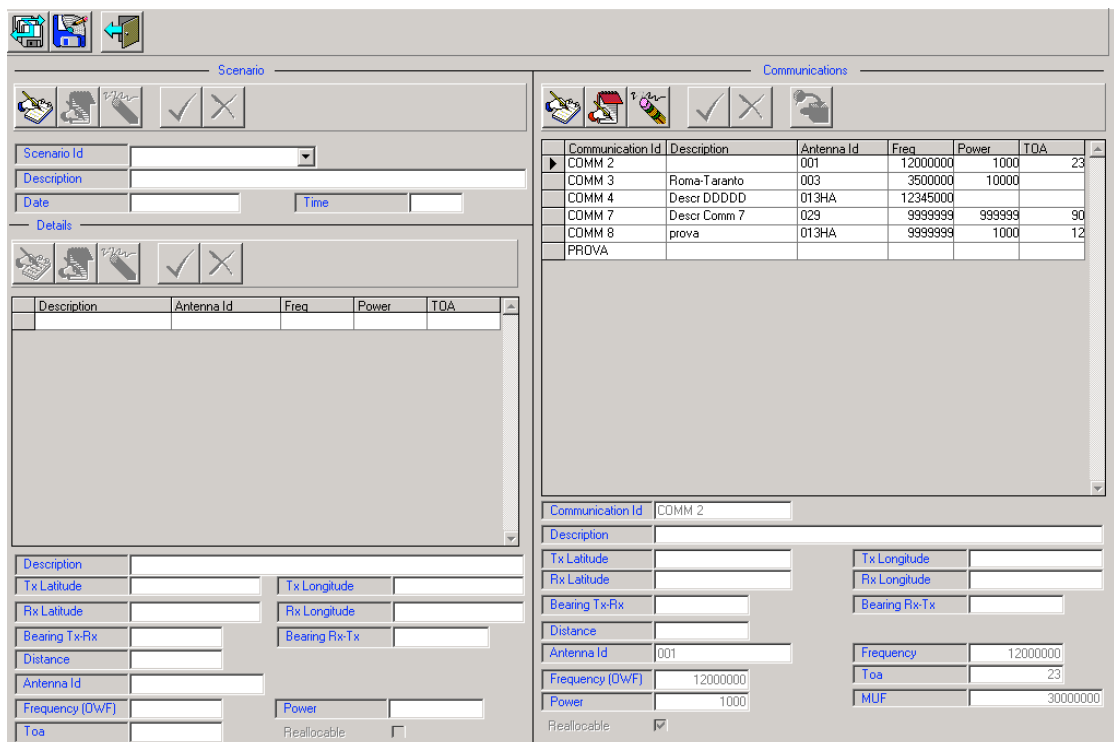 Scenario
Scenario Id
Description
Date Time
Details
Description Antenna Id Freq Power TOA
Description
Tx Latitude Tx Longitude
Rx Latitude Rx Longitude
Bearing Tx-Rx Bearing Rx-Tx
Distance
Antenna Id
Frequency (OWF) Power
Toa Reallocable
Communications
Communication Id Description Antenna Id Freq Power TOA
COMM 2 001 12000000 1000 23
COMM 3 Roma-Taranto 003 3500000 10000
COMM 4 Descr DDDDD 013HA 12345000
COMM 7 Descr Comm 7 029 9999999 999999 90
COMM 8 prova 013HA 9999999 1000 12
PROVA
Communication Id COMM 2
Description
Tx Latitude Tx Longitude
Rx Latitude Rx Longitude
Bearing Tx-Rx Bearing Rx-Tx
Distance
Antenna Id 001 Frequency 12000000
Frequency (OWF) 12000000 Toa 23
Power 1000 MUF 30000000
Reallocable